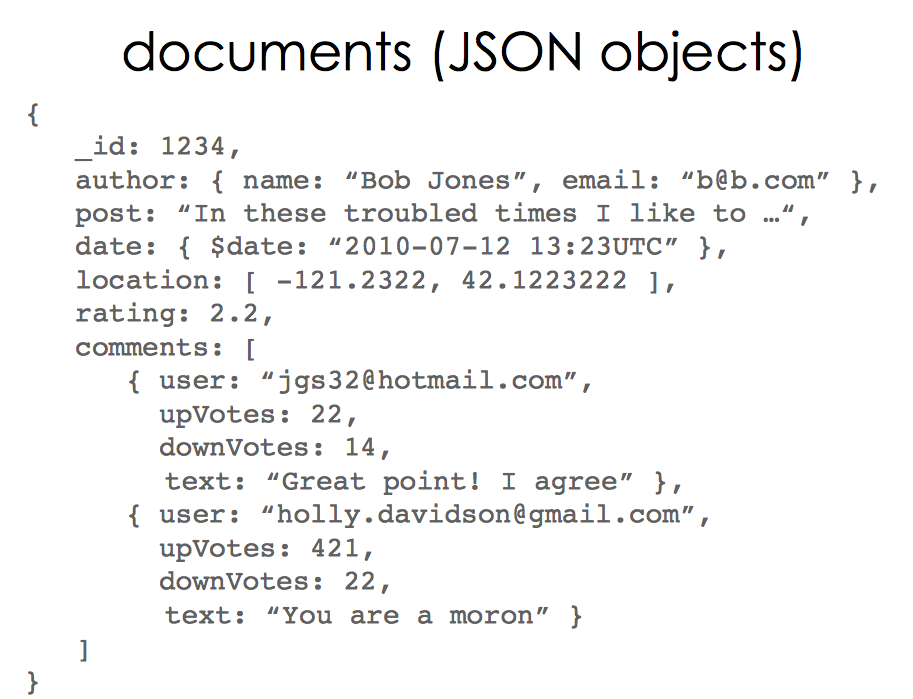 documents (JSON objects)
{
_id: 1234,
author: { name: “Bob Jones”, email: “b@b.com” },
post: “In these troubled times I like to …“,
date: { $date: “2010-07-12 13:23UTC” },
location: [ -121.2322, 42.1223222 ],
rating: 2.2,
comments: [
{ user: “jgs32@hotmail.com”,
upVotes: 22,
downVotes: 14,
text: “Great point! I agree” },
{ user: “holly.davidson@gmail.com”,
upVotes: 421,
downVotes: 22,
text: “You are a moron” }
]
}